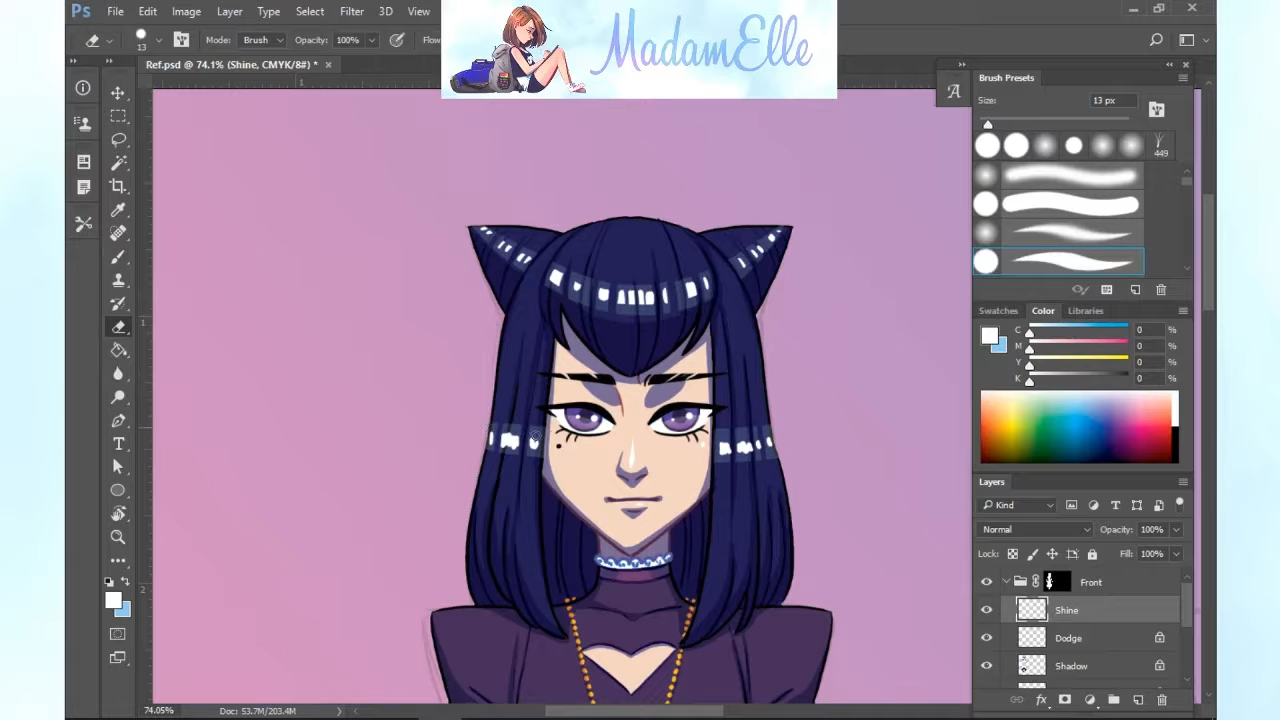 Ps File Edit Image Layer Type Select Filter 3D View
MadamElle
13 Mode: Brush Opacity: 100% Flow
Ref.psd @ 74.1% (Shine, CMYK/8#) * ×
Brush Presets
Size: 13 px
449
Swatches Color Libraries
C 0 %
M 0 %
Y 0 %
K 0 %
Layers
Kind
Normal Opacity: 100%
Lock: Fill: 100%
Front
Shine
Dodge
Shadow
74.05% Doc: 53.7M/203.4M